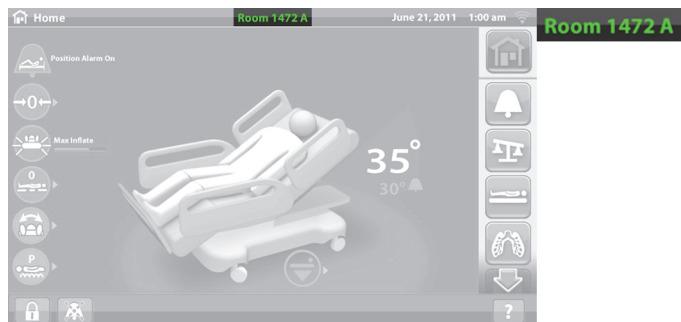 Home
Room 1472 A
June 21, 2011 1:00 am
Room 1472 A
Position Alarm On
→0←
Max Inflate
0
P
35°
30°
?